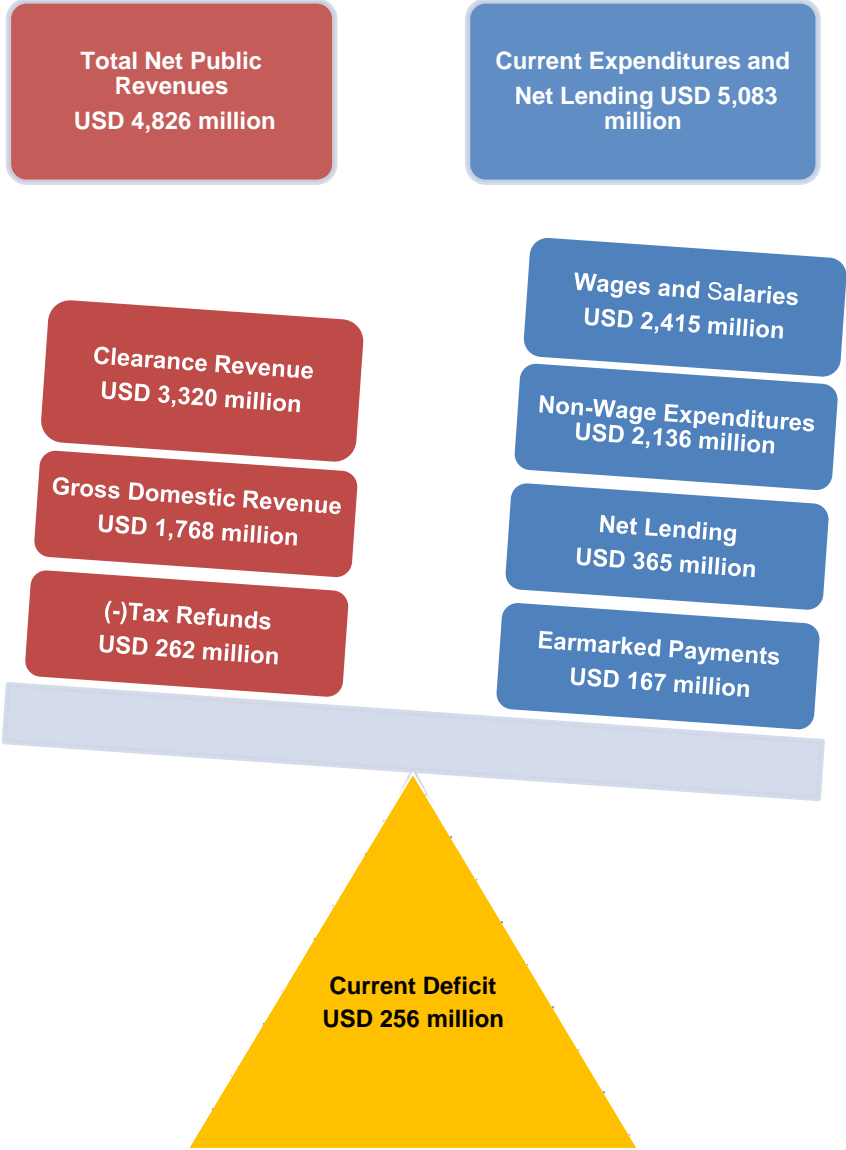 Total Net Public
Revenues
USD 4,826 million
Current Expenditures and
Net Lending USD 5,083
million
Clearance Revenue
USD 3,320 million
Gross Domestic Revenue
USD 1,768 million
(-)Tax Refunds
USD 262 million
Wages and Salaries
USD 2,415 million
Non-Wage Expenditures
USD 2,136 million
Net Lending
USD 365 million
Earmarked Payments
USD 167 million
Current Deficit
USD 256 million